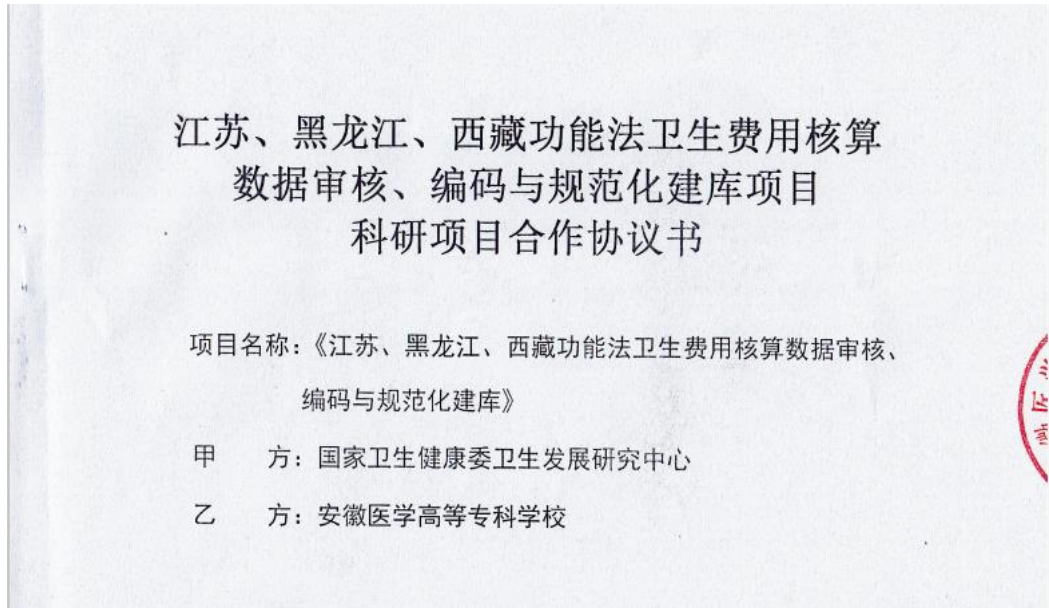 江苏、黑龙江、西藏功能法卫生费用核算
数据审核、编码与规范化建库项目
科研项目合作协议书
项目名称:《江苏、黑龙江、西藏功能法卫生费用核算数据审核、
编码与规范化建库》
甲 方:国家卫生健康委卫生发展研究中心
乙 方:安徽医学高等专科学校